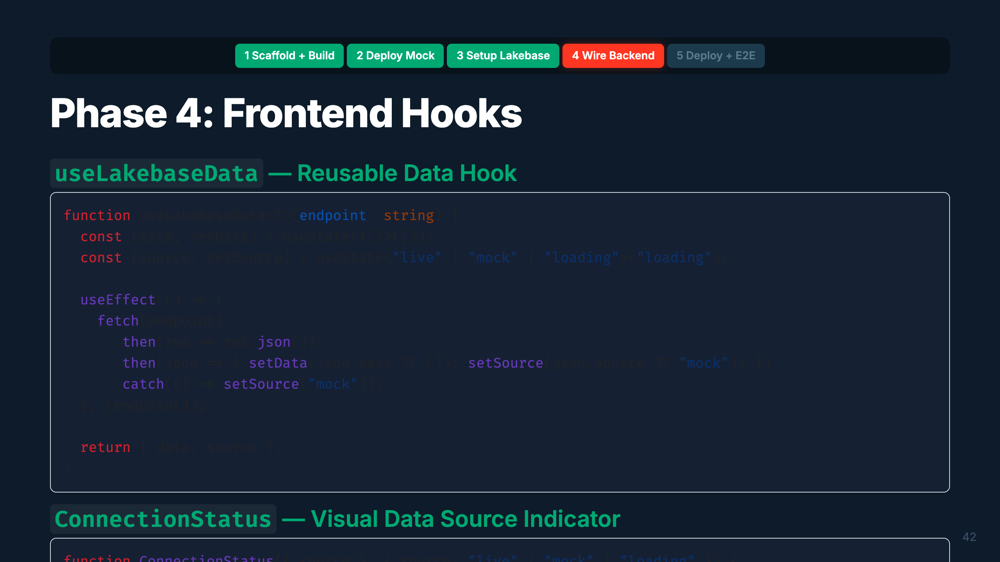 1 Scaffold + Build
2 Deploy Mock
3 Setup Lakebase
4 Wire Backend
5 Deploy + E2E
Phase 4: Frontend Hooks
useLakebaseData — Reusable Data Hook
function useLakebaseData<T>(endpoint: string) {
  const [data, setData] = useState<T[]>([]);
  const [source, setSource] = useState<"live" | "mock" | "loading">("loading");
  useEffect(() => {
    fetch(endpoint)
      .then(res => res.json())
      .then(json => { setData(json.data ?? []); setSource(json.source ?? "mock"); })
      .catch(() => setSource("mock"));
  }, [endpoint]);
  return { data, source };
}
ConnectionStatus — Visual Data Source Indicator
42
function ConnectionStatus({ source }: { source: "live" | "mock" | "loading" }) {